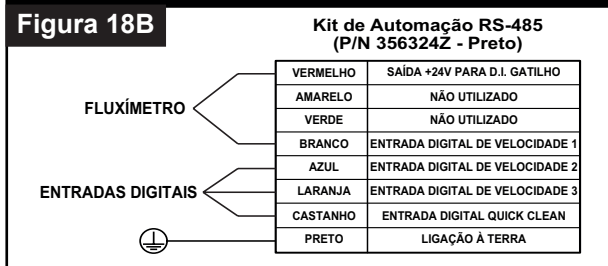 Figura 18B
Kit de Automação RS-485
(P/N 356324Z - Preto)
VERMELHO SAÍDA +24V PARA D.I. GATILHO
AMARELO NÃO UTILIZADO
FLUXÍMETRO
VERDE NÃO UTILIZADO
BRANCO ENTRADA DIGITAL DE VELOCIDADE 1
AZUL ENTRADA DIGITAL DE VELOCIDADE 2
ENTRADAS DIGITAIS LARANJA ENTRADA DIGITAL DE VELOCIDADE 3
CASTANHO ENTRADA DIGITAL QUICK CLEAN
PRETO LIGAÇÃO À TERRA